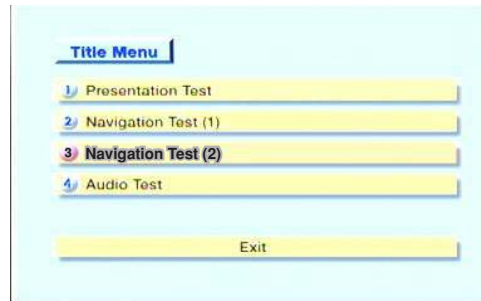 Title Menu
1 Presentation Test
2 Navigation Test (1)
3 Navigation Test (2)
4 Audio Test
Exit